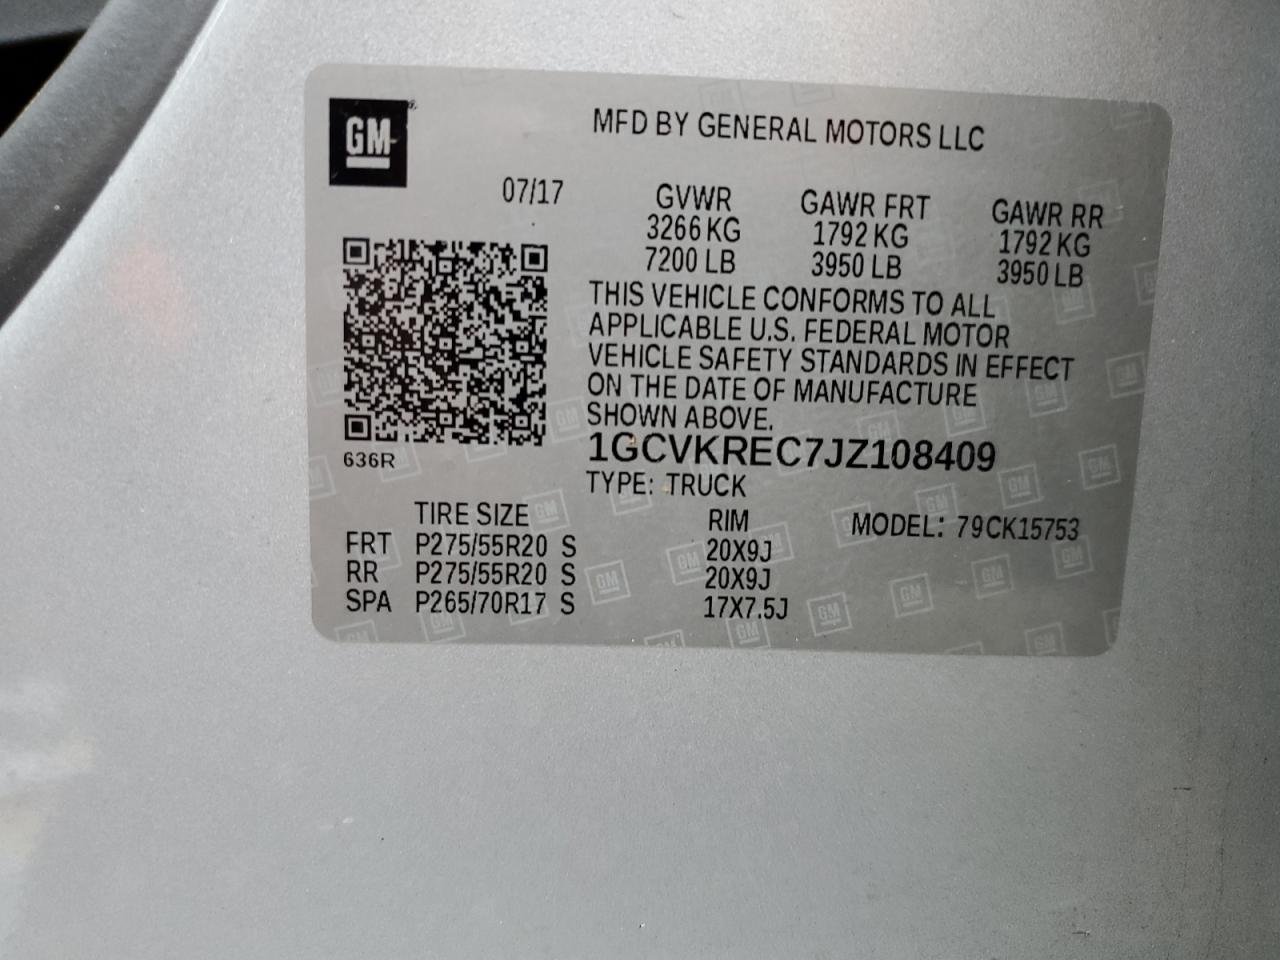 GM
MFD BY GENERAL MOTORS LLC
07/17 GVWR GAWR FRT GAWR RR
3266 KG 1792 KG 1792 KG
7200 LB 3950 LB 3950 LB
THIS VEHICLE CONFORMS TO ALL
APPLICABLE U.S. FEDERAL MOTOR
VEHICLE SAFETY STANDARDS IN EFFECT
ON THE DATE OF MANUFACTURE
SHOWN ABOVE.
1GCVKREC7JZ108409
636R
TYPE: TRUCK
TIRE SIZE RIM MODEL: 79CK15753
FRT P275/55R20 S 20X9J
RR P275/55R20 S 20X9J
SPA P265/70R17 S 17X7.5J